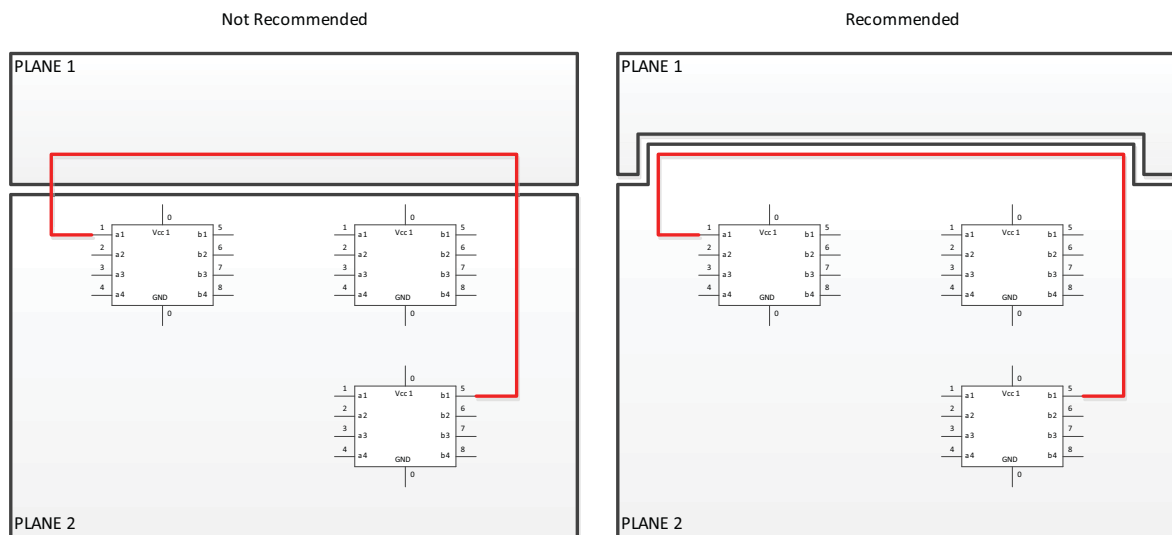 Not Recommended
Recommended
PLANE 1
0
1 a1 Vcc 1 b1 5
2 a2 b2 6
3 a3 b3 7
4 a4 GND b4 8
0
0
1 a1 Vcc 1 b1 5
2 a2 b2 6
3 a3 b3 7
4 a4 GND b4 8
0
0
1 a1 Vcc 1 b1 5
2 a2 b2 6
3 a3 b3 7
4 a4 GND b4 8
0
PLANE 2
PLANE 1
0
1 a1 Vcc 1 b1 5
2 a2 b2 6
3 a3 b3 7
4 a4 GND b4 8
0
0
1 a1 Vcc 1 b1 5
2 a2 b2 6
3 a3 b3 7
4 a4 GND b4 8
0
0
1 a1 Vcc 1 b1 5
2 a2 b2 6
3 a3 b3 7
4 a4 GND b4 8
0
PLANE 2